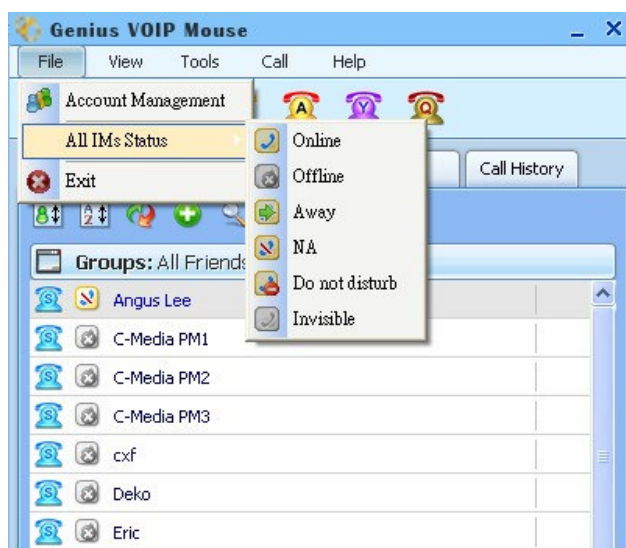 Genius VOIP Mouse
File View Tools Call Help
Account Management
All IMs Status
Exit
Online
Offline
Away
NA
Do not disturb
Invisible
A Y Q
Call History
Groups: All Friends
S Angus Lee
S C-Media PM1
S C-Media PM2
S C-Media PM3
S cxf
S Deko
S Eric